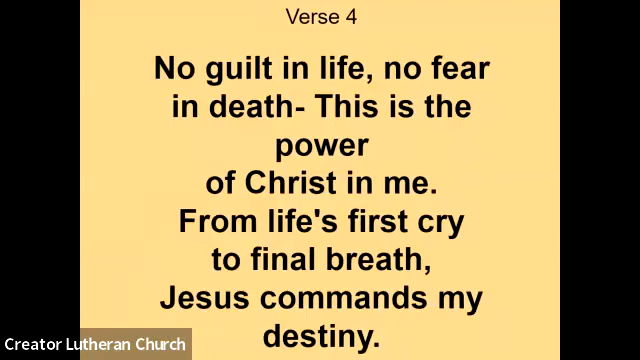 Verse 4
No guilt in life, no fear
in death- This is the
power
of Christ in me.
From life's first cry
to final breath,
Jesus commands my
destiny.
Creator Lutheran Church